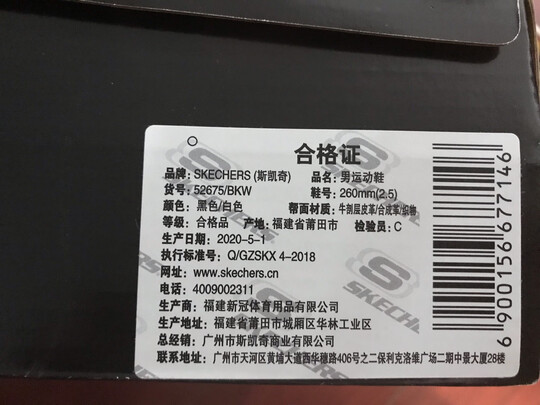 合格证
品牌: SKECHERS (斯凯奇) 品名: 男运动鞋
货号: 52675/BKW 鞋号: 260mm(2.5)
颜色: 黑色/白色 帮面材质: 牛剖层皮革/合成革/织物
等级: 合格品 产地: 福建省莆田市 检验员: C
生产日期: 2020-5-1
执行标准号: Q/GZSKX 4-2018
网址: www.skechers.cn
电话: 4009002311
生产商: 福建新冠体育用品有限公司
生产地址: 福建省莆田市城厢区华林工业区
总经销: 广州市斯凯奇商业有限公司
联系地址: 广州市天河区黄埔大道西华穗路406号之二保利克洛维广场二期中景大厦28楼
6900156677146
SKECHERS
SKECHERS